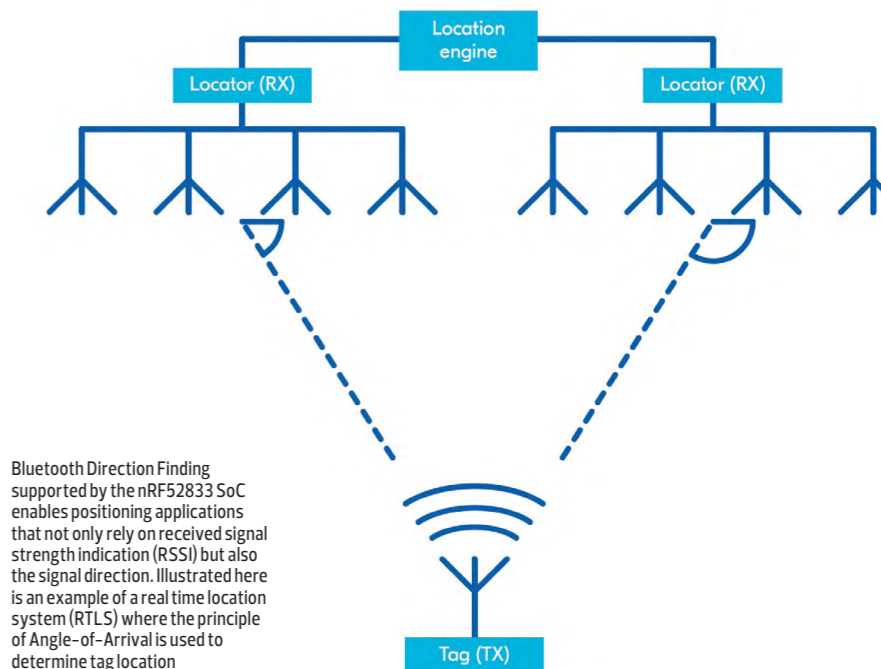 Location
engine
Locator (RX)
Locator (RX)
Bluetooth Direction Finding
supported by the nRF52833 SoC
enables positioning applications
that not only rely on received signal
strength indication (RSSI) but also
the signal direction. Illustrated here
is an example of a real time location
system (RTLS) where the principle
of Angle-of-Arrival is used to
determine tag location
Tag (TX)